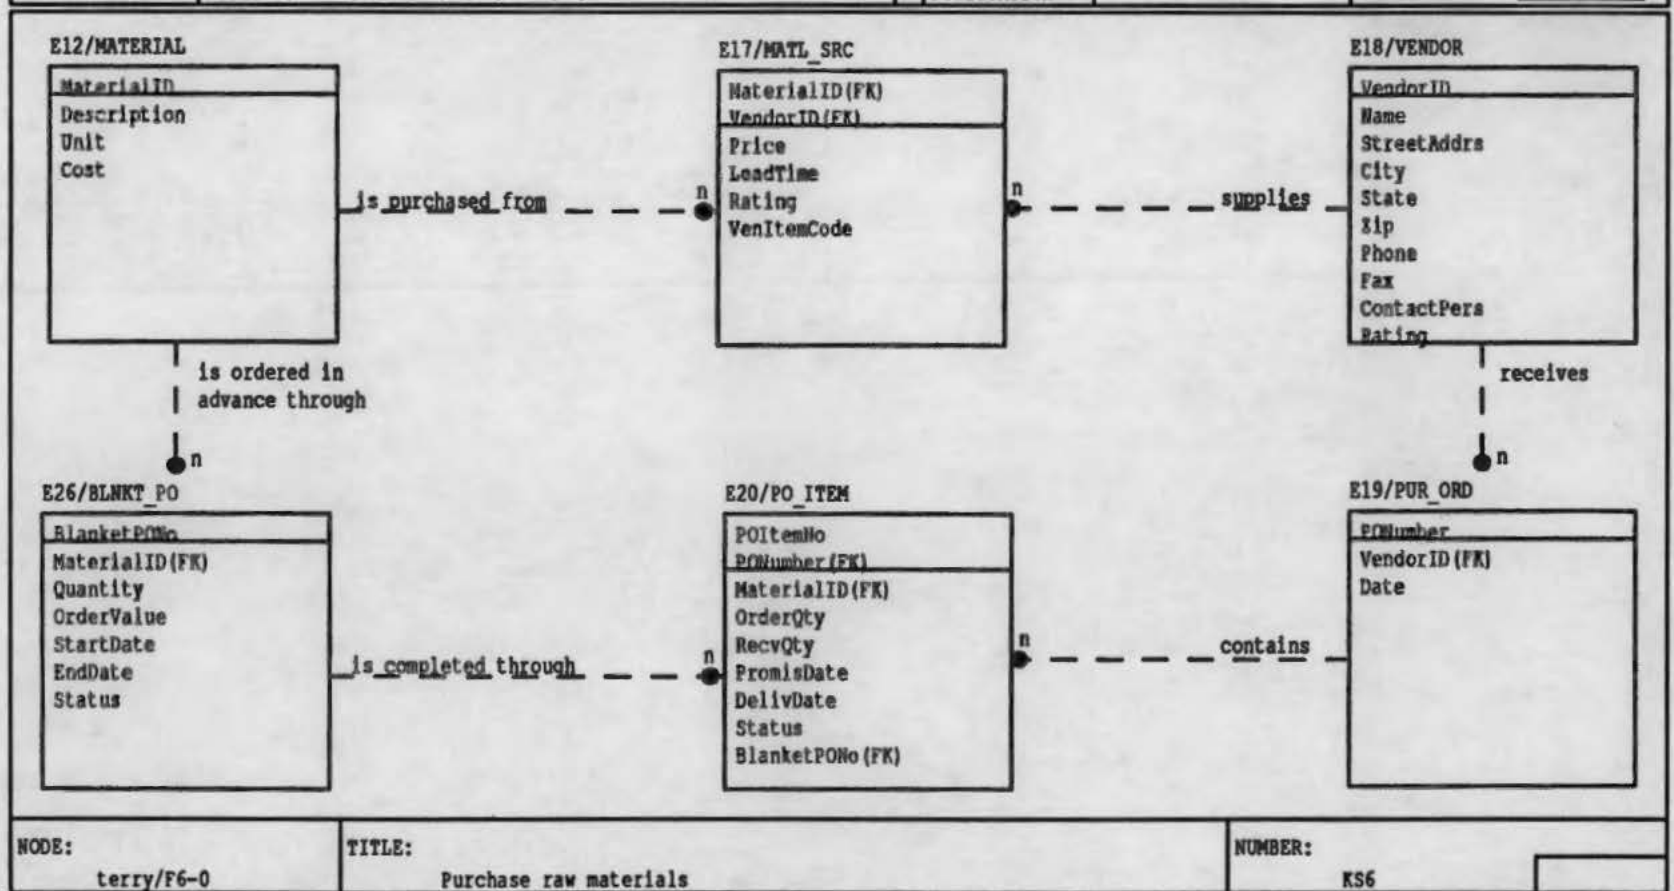 E12/MATERIAL
MaterialID
Description
Unit
Cost
E17/MATL_SRC
MaterialID(FK)
VendorID(FK)
Price
LeadTime
Rating
VenItemCode
E18/VENDOR
VendorID
Name
StreetAddrs
City
State
Zip
Phone
Fax
ContactPers
Rating
is purchased from
n
n
supplies
is ordered in
advance through
n
receives
n
E26/BLNKT_PO
BlanketPONo
MaterialID(FK)
Quantity
OrderValue
StartDate
EndDate
Status
E20/PO_ITEM
POItemNo
PONumber(FK)
MaterialID(FK)
OrderQty
RecvQty
PromisDate
DelivDate
Status
BlanketPONo(FK)
E19/PUR_ORD
PONumber
VendorID(FK)
Date
is completed through
n
n
contains
NODE:
terry/F6-0
TITLE:
Purchase raw materials
NUMBER:
KS6